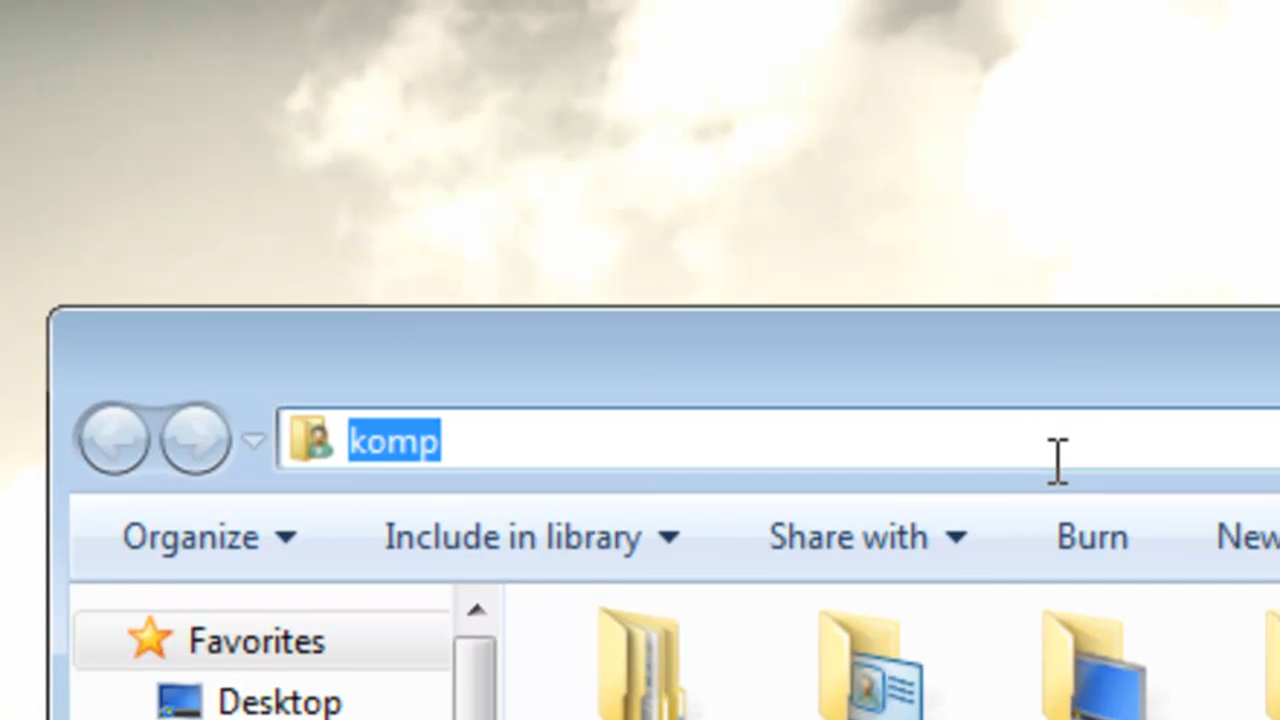 komp
Organize Include in library Share with Burn New
Favorites
Desktop